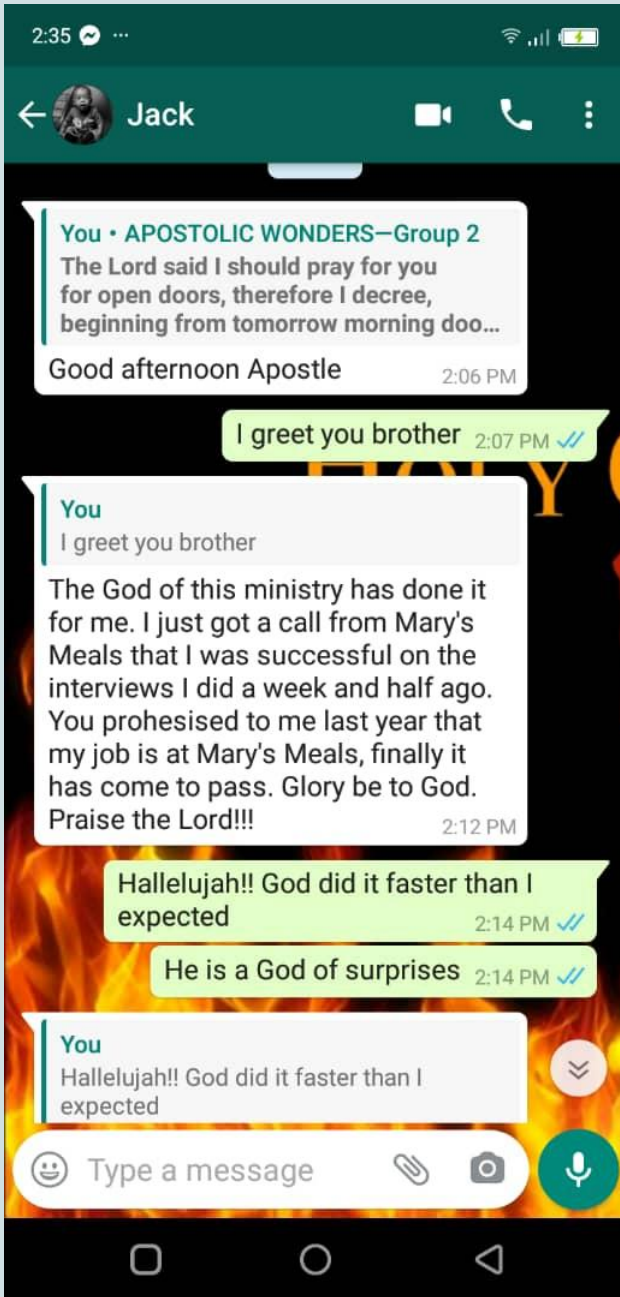 2:35
Jack
You • APOSTOLIC WONDERS—Group 2
The Lord said I should pray for you
for open doors, therefore I decree,
beginning from tomorrow morning doo...
Good afternoon Apostle
2:06 PM
I greet you brother 2:07 PM
HOLY
You
I greet you brother
The God of this ministry has done it
for me. I just got a call from Mary's
Meals that I was successful on the
interviews I did a week and half ago.
You prohesised to me last year that
my job is at Mary's Meals, finally it
has come to pass. Glory be to God.
Praise the Lord!!!
2:12 PM
Hallelujah!! God did it faster than I
expected
2:14 PM
He is a God of surprises 2:14 PM
You
Hallelujah!! God did it faster than I
expected
Type a message